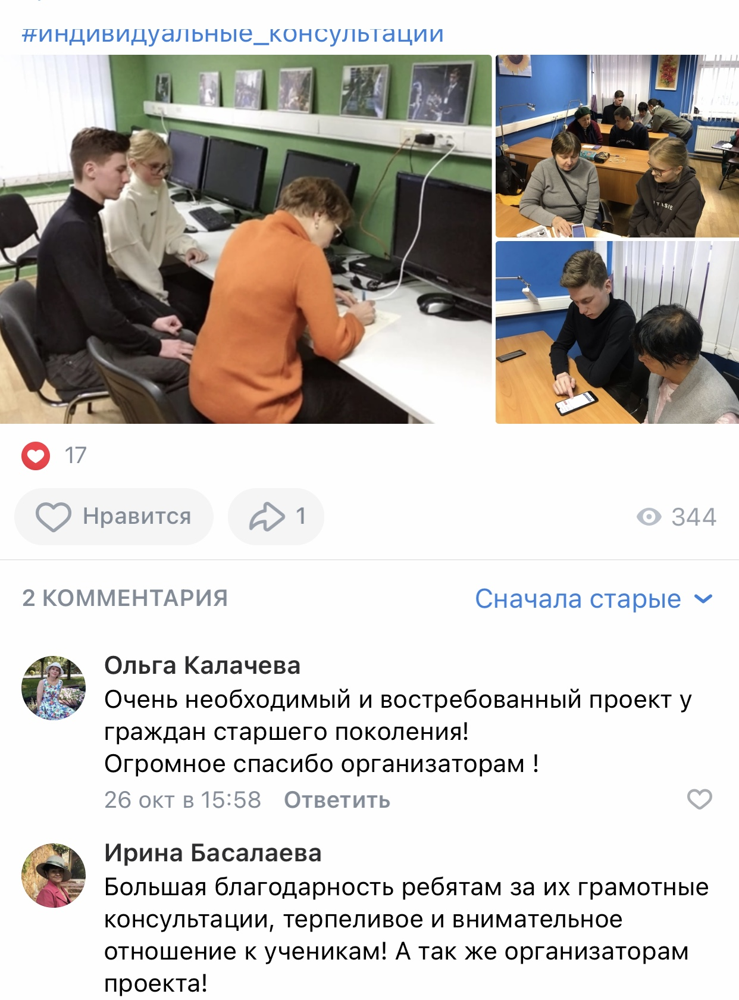 #индивидуальные_консультации
17
Нравится
1
344
2 КОММЕНТАРИЯ
Сначала старые
Ольга Калачева
Очень необходимый и востребованный проект у
граждан старшего поколения!
Огромное спасибо организаторам !
26 окт в 15:58 Ответить
Ирина Басалаева
Большая благодарность ребятам за их грамотные
консультации, терпеливое и внимательное
отношение к ученикам! А так же организаторам
проекта!